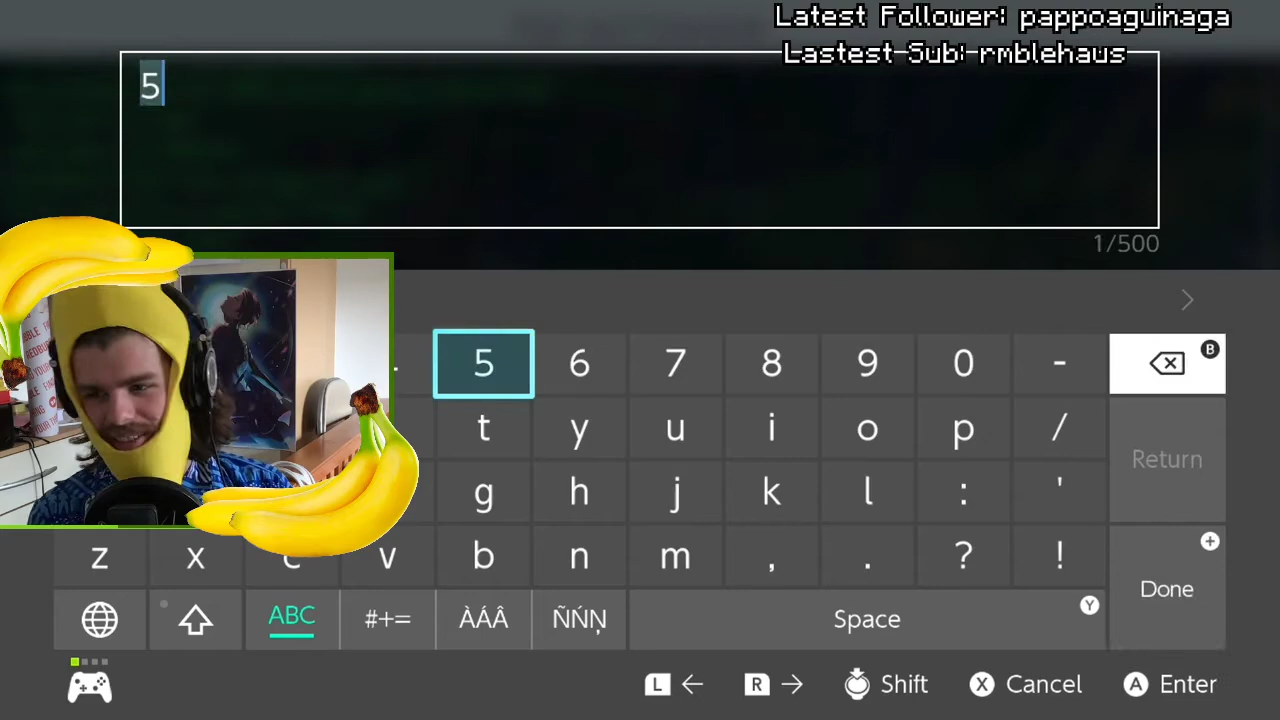 Latest Follower: pappoaguinaga
Lastest Sub: rmblehaus
5
1/500
5 6 7 8 9 0 - B
t y u i o p / Return
g h j k l : '
z x c v b n m , . ? ! + Done
ABC #+= ÀÁÂ ÑŃŅ Space Y
L ← R → Shift X Cancel A Enter